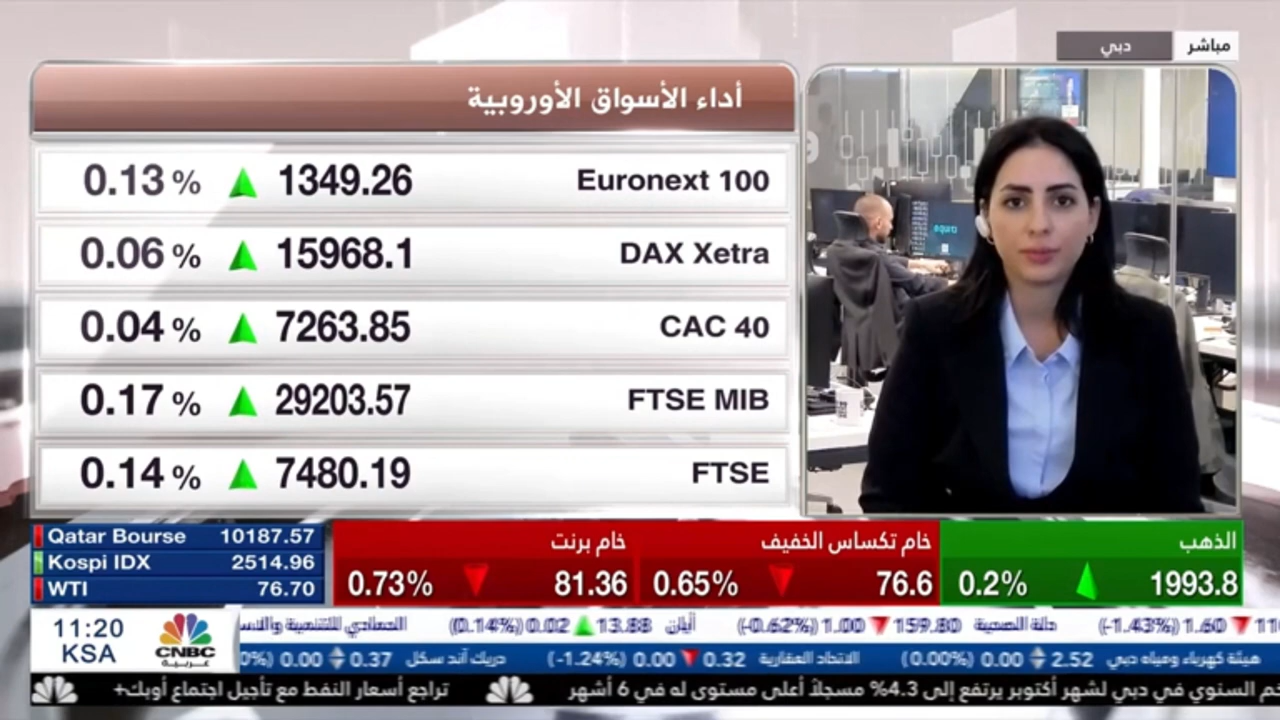 مباشر دبي
أداء الأسواق الأوروبية
Euronext 100 1349.26 0.13 %
DAX Xetra 15968.1 0.06 %
CAC 40 7263.85 0.04 %
FTSE MIB 29203.57 0.17 %
FTSE 7480.19 0.14 %
equiti
الذهب
1993.8 0.2%
خام تكساس الخفيف
76.6 0.65%
خام برنت
81.36 0.73%
Qatar Bourse 10187.57
Kospi IDX 2514.96
WTI 76.70
1.60 (-1.43%) دلة الصحية 159.80 1.00 (-0.62%) أيان 13.88 0.02 (0.14%) الحمادي للتنمية
هيئة كهرباء ومياه دبي 2.52 0.00 (0.00%) الاتحاد العقارية 0.32 0.00 (-1.24%) دريك آند سكل 0.37 0.00
السنوي في دبي لشهر أكتوبر يرتفع إلى 4.3% مسجلاً أعلى مستوى له في 6 أشهر
تراجع أسعار النفط مع تأجيل اجتماع أوبك+
11:20
KSA
CNBC
عربية